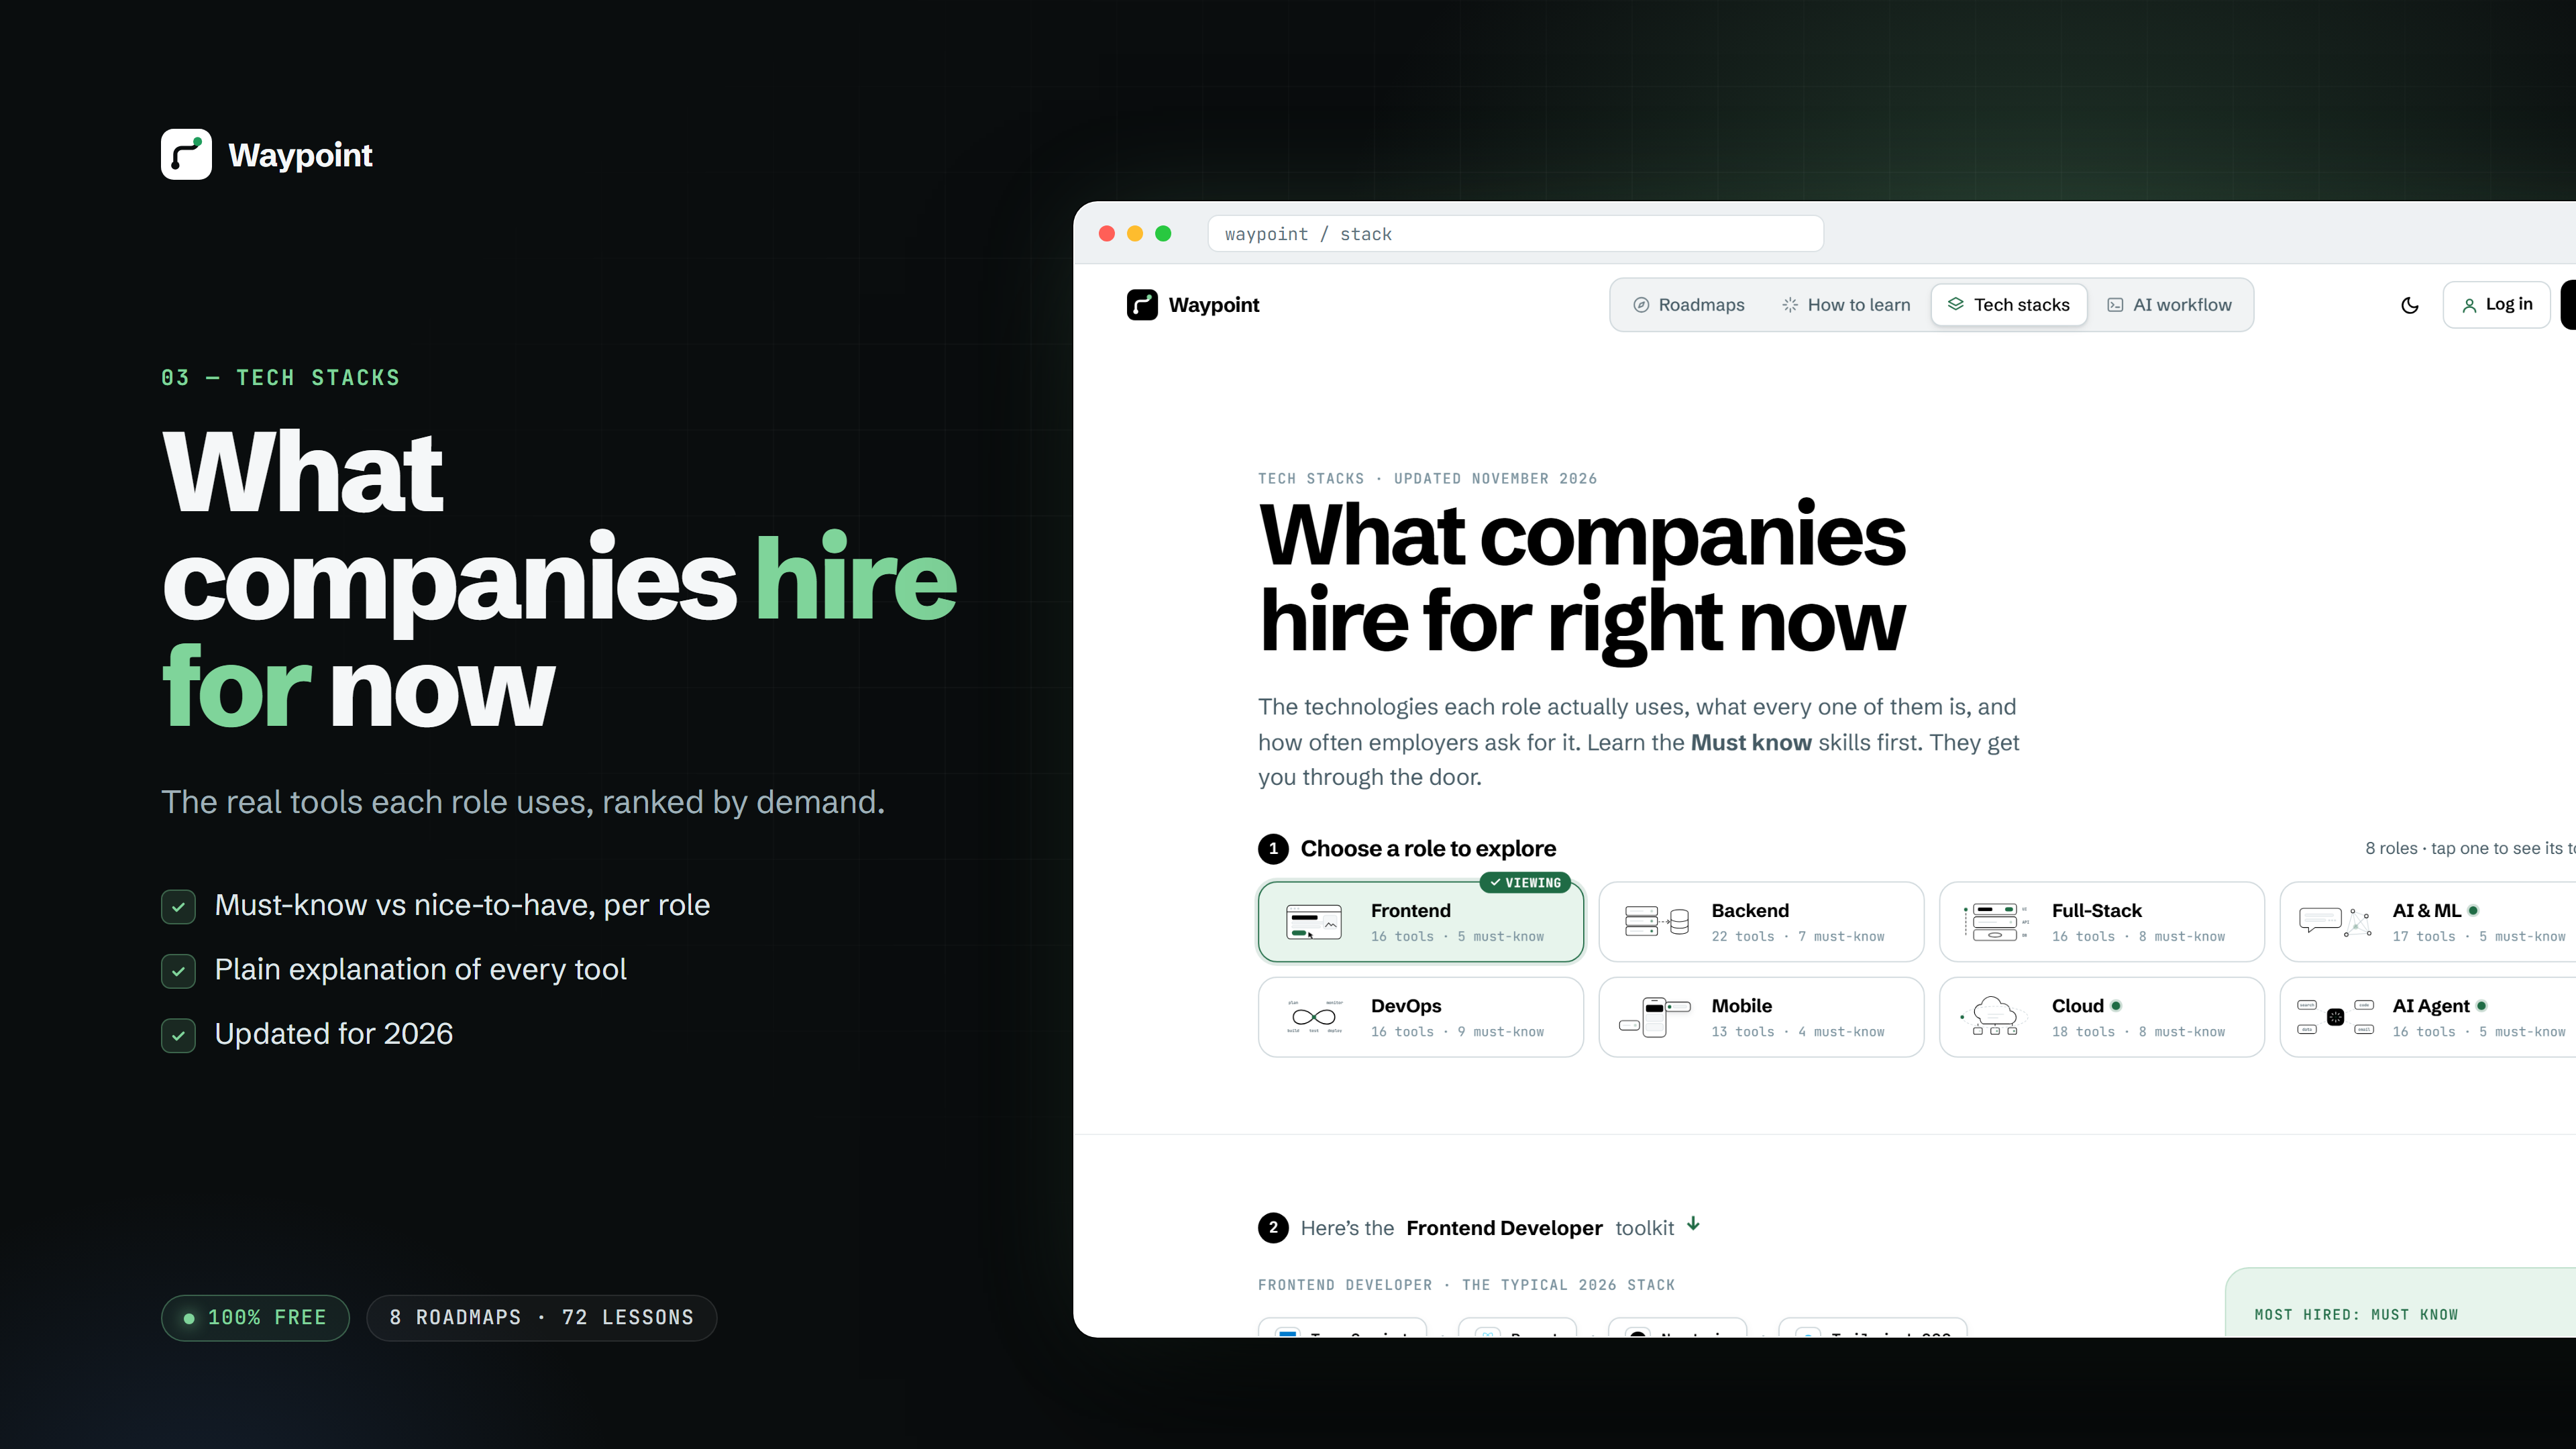 Waypoint
03 — TECH STACKS
What
companies hire
for now
The real tools each role uses, ranked by demand.
Must-know vs nice-to-have, per role
Plain explanation of every tool
Updated for 2026
100% FREE
8 ROADMAPS · 72 LESSONS
waypoint / stack
Waypoint
Roadmaps
How to learn
Tech stacks
AI workflow
Log in
TECH STACKS · UPDATED NOVEMBER 2026
What companies
hire for right now
The technologies each role actually uses, what every one of them is, and
how often employers ask for it. Learn the Must know skills first. They get
you through the door.
1 Choose a role to explore
8 roles · tap one to see its
VIEWING
Frontend
16 tools · 5 must-know
Backend
22 tools · 7 must-know
Full-Stack
16 tools · 8 must-know
AI & ML
17 tools · 5 must-know
DevOps
16 tools · 9 must-know
Mobile
13 tools · 4 must-know
Cloud
18 tools · 8 must-know
AI Agent
16 tools · 5 must-know
2 Here's the Frontend Developer toolkit
FRONTEND DEVELOPER · THE TYPICAL 2026 STACK
MOST HIRED: MUST KNOW